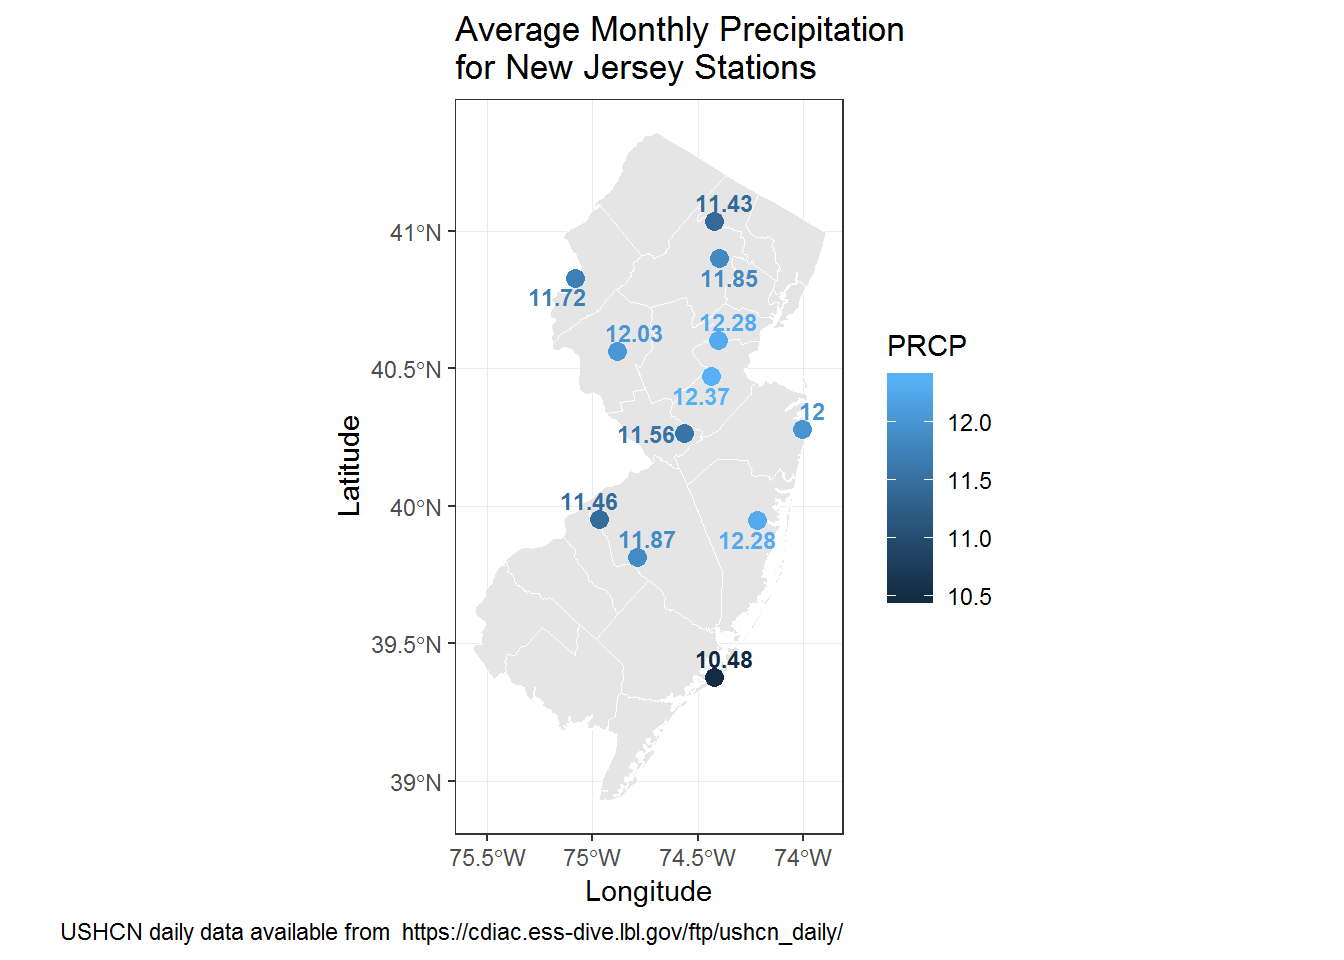 Average Monthly Precipitation
for New Jersey Stations
11.43
41°N
11.85
11.72
12.28
12.03
PRCP
40.5°N
12.37
12
12.0
11.56
Latitude
11.5
11.46
40°N
11.87
12.28
11.0
10.5
39.5°N
10.48
39°N
75.5°W 75°W 74.5°W 74°W
Longitude
USHCN daily data available from  https://cdiac.ess-dive.lbl.gov/ftp/ushcn_daily/